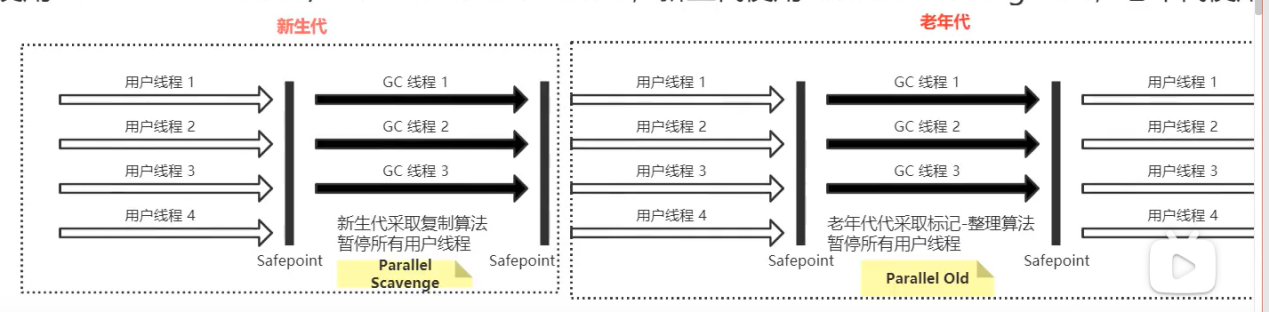 新生代
老年代
用户线程 1
GC 线程 1
用户线程 2
GC 线程 2
用户线程 3
GC 线程 3
用户线程 4
新生代采取复制算法
暂停所有用户线程
Safepoint
Safepoint
Parallel
Scavenge
用户线程 1
GC 线程 1
用户线程 1
用户线程 2
GC 线程 2
用户线程 2
用户线程 3
GC 线程 3
用户线程 3
用户线程 4
用户线程 4
老年代代采取标记-整理算法
暂停所有用户线程
Safepoint
Safepoint
Parallel Old